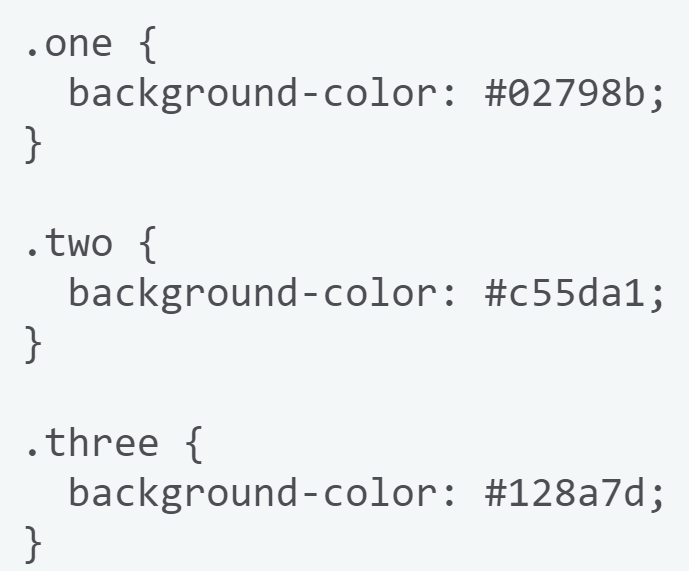 .one {
  background-color: #02798b;
}

.two {
  background-color: #c55da1;
}

.three {
  background-color: #128a7d;
}